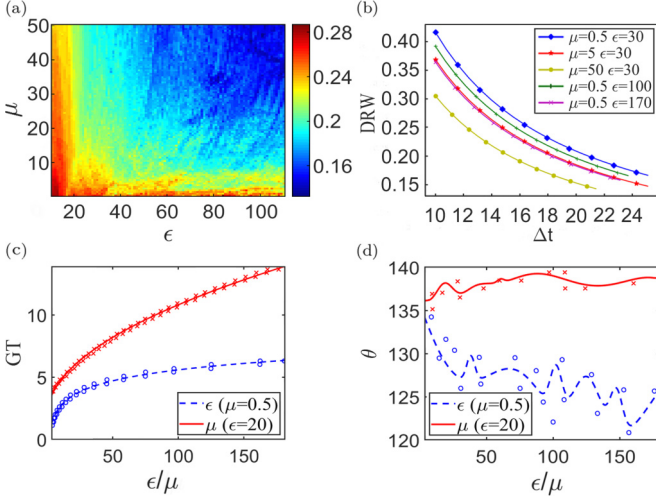 (a)
μ
50
40
30
20
10
20 40 60 80 100
ϵ
0.28
0.24
0.20
0.16
(b)
DRW
0.40
0.35
0.30
0.25
0.20
0.15
10 12 14 16 18 20 22 24
Δt
μ=0.5 ϵ=30
μ=5 ϵ=30
μ=50 ϵ=30
μ=0.5 ϵ=100
μ=0.5 ϵ=170
(c)
GT
10
5
0
50 100 150
ϵ/μ
ϵ (μ=0.5)
μ (ϵ=20)
(d)
θ
140
135
130
125
120
50 100 150
ϵ/μ
ϵ (μ=0.5)
μ (ϵ=20)